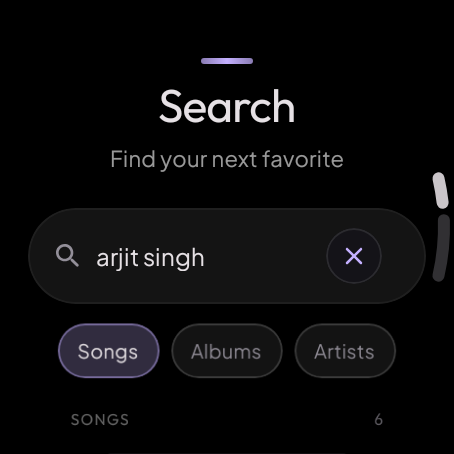 Search
Find your next favorite
arjit singh
Songs Albums Artists
SONGS 6